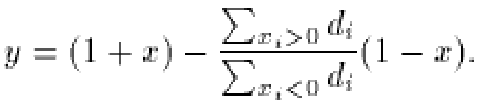 y = (1 + x) − \frac{\sum_{x_i>0} d_i}{\sum_{x_i<0} d_i}(1 − x).